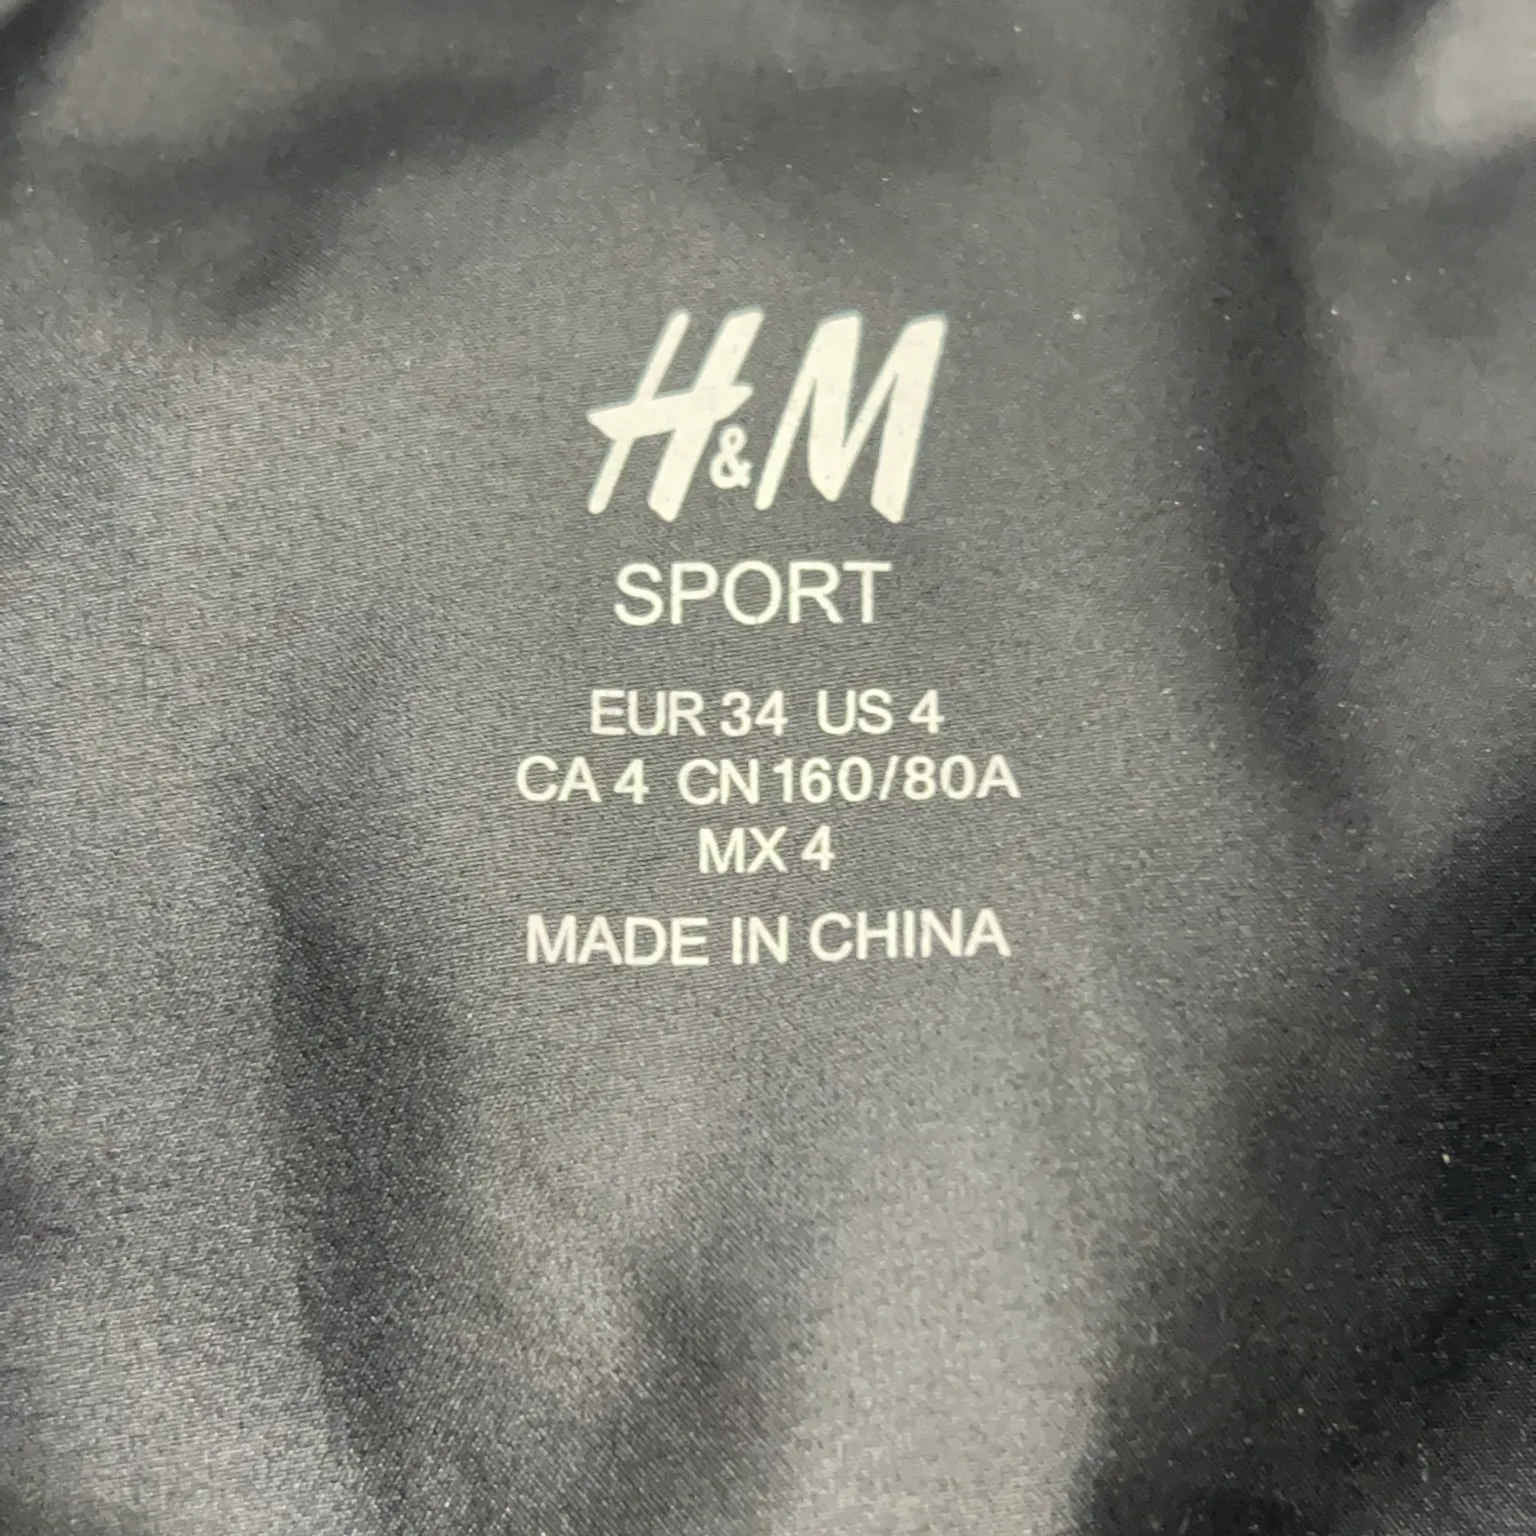 H&M
SPORT
EUR 34 US 4
CA 4 CN 160/80A
MX 4
MADE IN CHINA